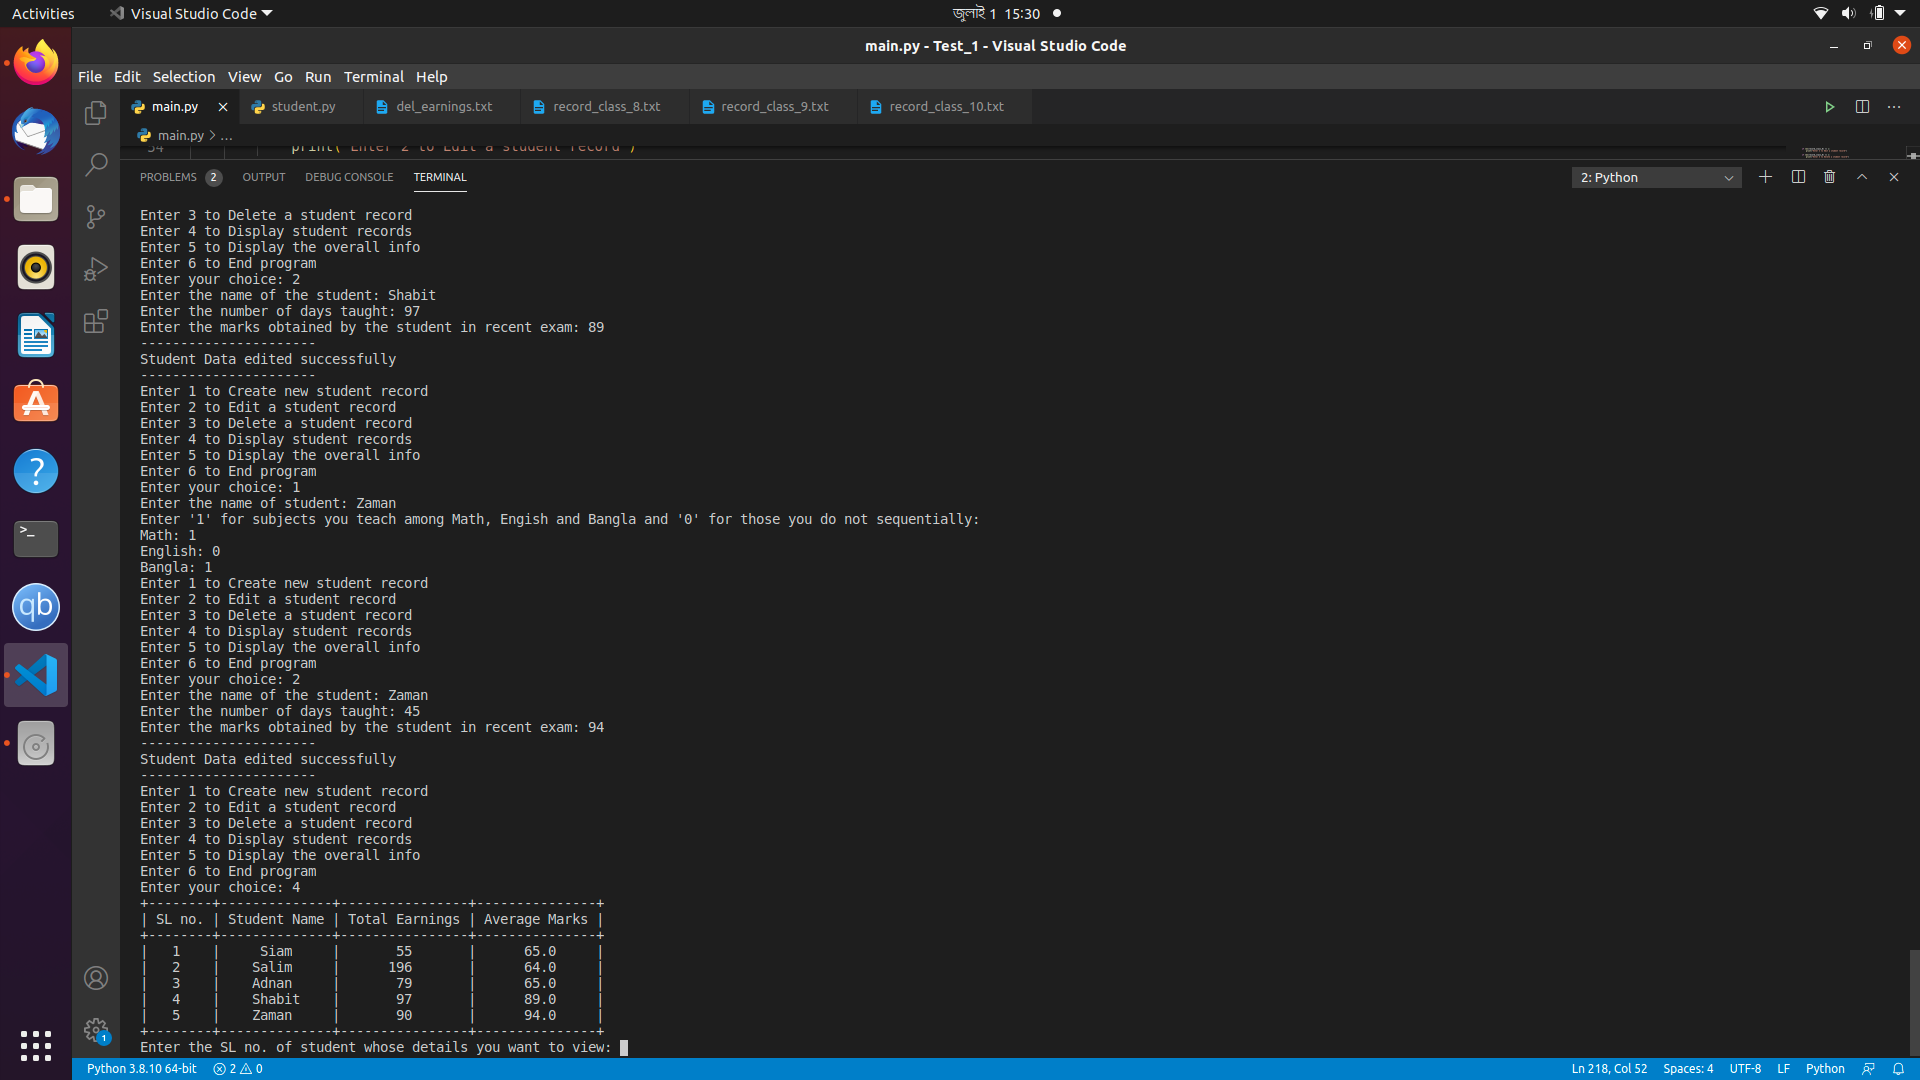 Activities Visual Studio Code জুলাই 1 15:30
main.py - Test_1 - Visual Studio Code
File Edit Selection View Go Run Terminal Help
main.py student.py del_earnings.txt record_class_8.txt record_class_9.txt record_class_10.txt
main.py > ...
54 print("Enter 2 to Edit a student record")
PROBLEMS 2 OUTPUT DEBUG CONSOLE TERMINAL 2: Python
Enter 3 to Delete a student record
Enter 4 to Display student records
Enter 5 to Display the overall info
Enter 6 to End program
Enter your choice: 2
Enter the name of the student: Shabit
Enter the number of days taught: 97
Enter the marks obtained by the student in recent exam: 89
----------------------
Student Data edited successfully
----------------------
Enter 1 to Create new student record
Enter 2 to Edit a student record
Enter 3 to Delete a student record
Enter 4 to Display student records
Enter 5 to Display the overall info
Enter 6 to End program
Enter your choice: 1
Enter the name of student: Zaman
Enter '1' for subjects you teach among Math, Engish and Bangla and '0' for those you do not sequentially:
Math: 1
English: 0
Bangla: 1
Enter 1 to Create new student record
Enter 2 to Edit a student record
Enter 3 to Delete a student record
Enter 4 to Display student records
Enter 5 to Display the overall info
Enter 6 to End program
Enter your choice: 2
Enter the name of the student: Zaman
Enter the number of days taught: 45
Enter the marks obtained by the student in recent exam: 94
----------------------
Student Data edited successfully
----------------------
Enter 1 to Create new student record
Enter 2 to Edit a student record
Enter 3 to Delete a student record
Enter 4 to Display student records
Enter 5 to Display the overall info
Enter 6 to End program
Enter your choice: 4
+--------+--------------+----------------+---------------+
| SL no. | Student Name | Total Earnings | Average Marks |
+--------+--------------+----------------+---------------+
| 1 | Siam | 55 | 65.0 |
| 2 | Salim | 196 | 64.0 |
| 3 | Adnan | 79 | 65.0 |
| 4 | Shabit | 97 | 89.0 |
| 5 | Zaman | 90 | 94.0 |
+--------+--------------+----------------+---------------+
Enter the SL no. of student whose details you want to view:
Python 3.8.10 64-bit 2 0 Ln 218, Col 52 Spaces: 4 UTF-8 LF Python